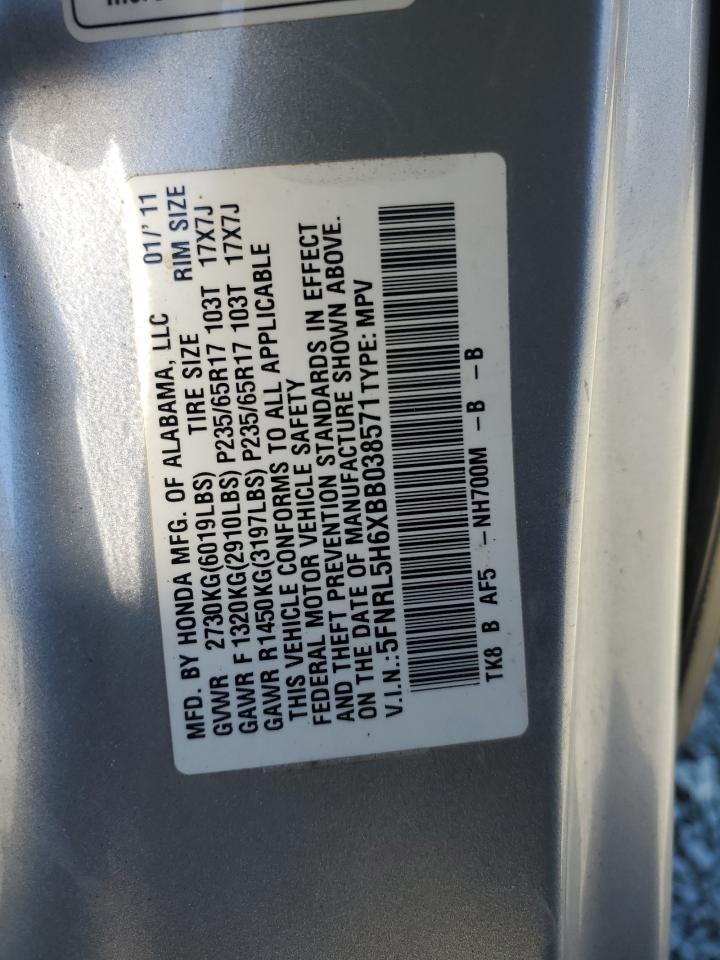 MFD. BY HONDA MFG. OF ALABAMA, LLC 01/'11
GVWR 2730KG(6019LBS) TIRE SIZE RIM SIZE
GAWR F 1320KG(2910LBS) P235/65R17 103T 17X7J
GAWR R1450KG(3197LBS) P235/65R17 103T 17X7J
THIS VEHICLE CONFORMS TO ALL APPLICABLE
FEDERAL MOTOR VEHICLE SAFETY
AND THEFT PREVENTION STANDARDS IN EFFECT
ON THE DATE OF MANUFACTURE SHOWN ABOVE.
V.I.N.:5FNRL5H6XBB038571 TYPE: MPV
TK8 B AF5 -NH700M -B -B